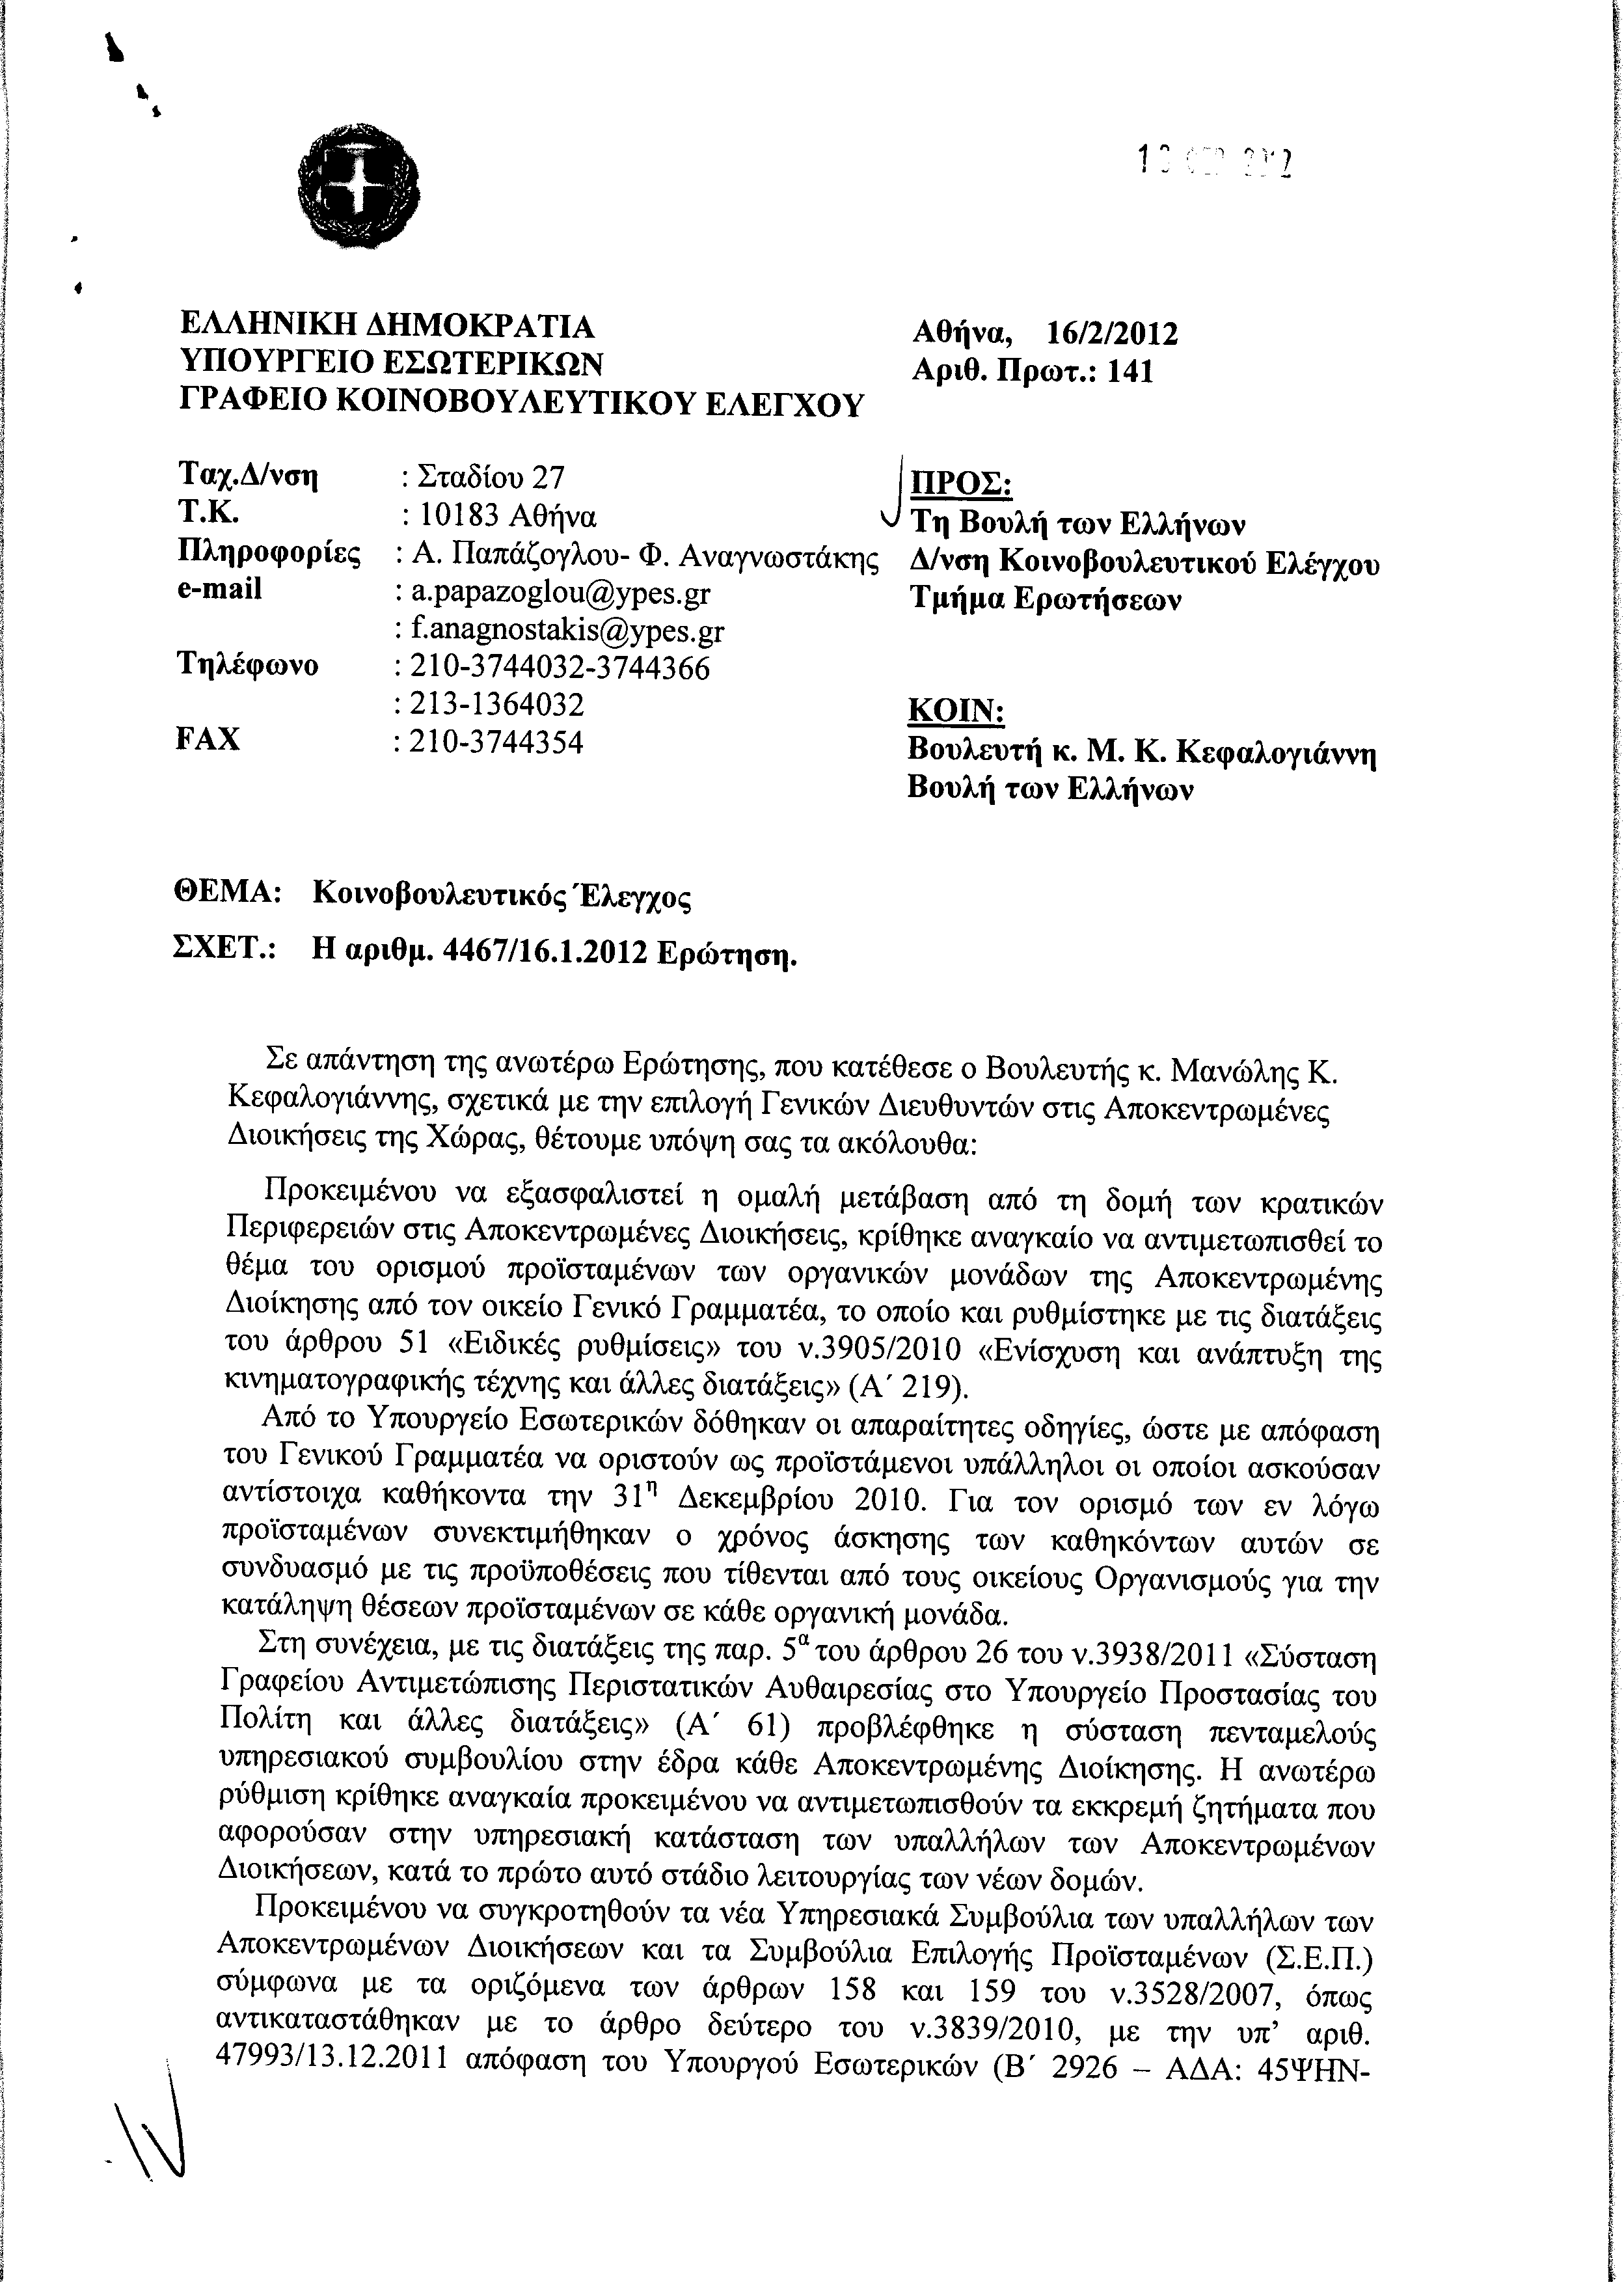 ΕΛΛΗΝΙΚΗ ΔΗΜΟΚΡΑΤΙΑ
ΥΠΟΥΡΓΕΙΟ ΕΣΩΤΕΡΙΚΩΝ
ΓΡΑΦΕΙΟ ΚΟΙΝΟΒΟΥΛΕΥΤΙΚΟΥ ΕΛΕΓΧΟΥ
Αθήνα, 16/2/2012
Αριθ. Πρωτ.: 141
Ταχ.Δ/νση : Σταδίου 27
Τ.Κ. : 10183 Αθήνα
Πληροφορίες : Α. Παπάζογλου- Φ. Αναγνωστάκης
e-mail : a.papazoglou@ypes.gr
: f.anagnostakis@ypes.gr
Τηλέφωνο : 210-3744032-3744366
: 213-1364032
FAX : 210-3744354
ΠΡΟΣ:
Τη Βουλή των Ελλήνων
Δ/νση Κοινοβουλευτικού Ελέγχου
Τμήμα Ερωτήσεων
ΚΟΙΝ:
Βουλευτή κ. Μ. Κ. Κεφαλογιάννη
Βουλή των Ελλήνων
ΘΕΜΑ: Κοινοβουλευτικός Έλεγχος
ΣΧΕΤ.: Η αριθμ. 4467/16.1.2012 Ερώτηση.
Σε απάντηση της ανωτέρω Ερώτησης, που κατέθεσε ο Βουλευτής κ. Μανώλης Κ.
Κεφαλογιάννης, σχετικά με την επιλογή Γενικών Διευθυντών στις Αποκεντρωμένες
Διοικήσεις της Χώρας, θέτουμε υπόψη σας τα ακόλουθα:
Προκειμένου να εξασφαλιστεί η ομαλή μετάβαση από τη δομή των κρατικών
Περιφερειών στις Αποκεντρωμένες Διοικήσεις, κρίθηκε αναγκαίο να αντιμετωπισθεί το
θέμα του ορισμού προϊσταμένων των οργανικών μονάδων της Αποκεντρωμένης
Διοίκησης από τον οικείο Γενικό Γραμματέα, το οποίο και ρυθμίστηκε με τις διατάξεις
του άρθρου 51 «Ειδικές ρυθμίσεις» του ν.3905/2010 «Ενίσχυση και ανάπτυξη της
κινηματογραφικής τέχνης και άλλες διατάξεις» (Α΄ 219).
Από το Υπουργείο Εσωτερικών δόθηκαν οι απαραίτητες οδηγίες, ώστε με απόφαση
του Γενικού Γραμματέα να οριστούν ως προϊστάμενοι υπάλληλοι οι οποίοι ασκούσαν
αντίστοιχα καθήκοντα την 31η Δεκεμβρίου 2010. Για τον ορισμό των εν λόγω
προϊσταμένων συνεκτιμήθηκαν ο χρόνος άσκησης των καθηκόντων αυτών σε
συνδυασμό με τις προϋποθέσεις που τίθενται από τους οικείους Οργανισμούς για την
κατάληψη θέσεων προϊσταμένων σε κάθε οργανική μονάδα.
Στη συνέχεια, με τις διατάξεις της παρ. 5α του άρθρου 26 του ν.3938/2011 «Σύσταση
Γραφείου Αντιμετώπισης Περιστατικών Αυθαιρεσίας στο Υπουργείο Προστασίας του
Πολίτη και άλλες διατάξεις» (Α΄ 61) προβλέφθηκε η σύσταση πενταμελούς
υπηρεσιακού συμβουλίου στην έδρα κάθε Αποκεντρωμένης Διοίκησης. Η ανωτέρω
ρύθμιση κρίθηκε αναγκαία προκειμένου να αντιμετωπισθούν τα εκκρεμή ζητήματα που
αφορούσαν στην υπηρεσιακή κατάσταση των υπαλλήλων των Αποκεντρωμένων
Διοικήσεων, κατά το πρώτο αυτό στάδιο λειτουργίας των νέων δομών.
Προκειμένου να συγκροτηθούν τα νέα Υπηρεσιακά Συμβούλια των υπαλλήλων των
Αποκεντρωμένων Διοικήσεων και τα Συμβούλια Επιλογής Προϊσταμένων (Σ.Ε.Π.)
σύμφωνα με τα οριζόμενα των άρθρων 158 και 159 του ν.3528/2007, όπως
αντικαταστάθηκαν με το άρθρο δεύτερο του ν.3839/2010, με την υπ' αριθ.
47993/13.12.2011 απόφαση του Υπουργού Εσωτερικών (Β΄ 2926 – ΑΔΑ: 45ΨΗΝ-